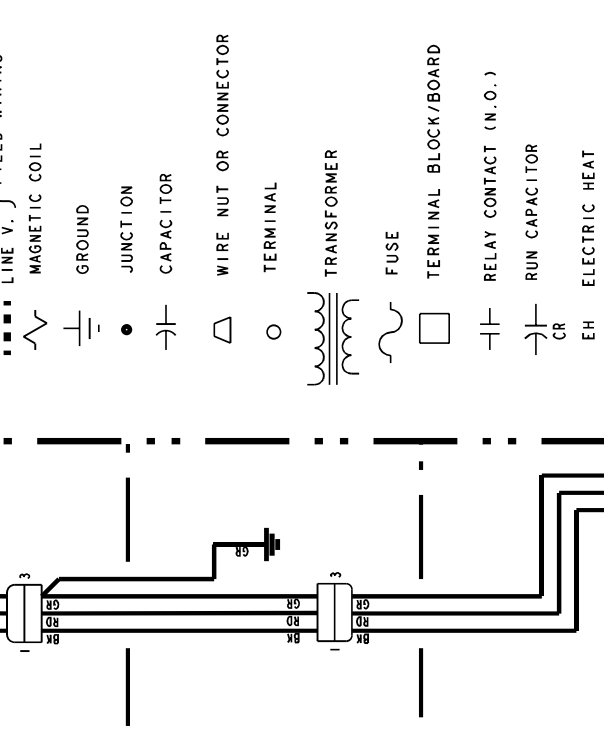 LINE V.
MAGNETIC COIL
GROUND
JUNCTION
CAPACITOR
WIRE NUT OR CONNECTOR
TERMINAL
TRANSFORMER
FUSE
TERMINAL BLOCK/BOARD
RELAY CONTACT (N.O.)
RUN CAPACITOR
CR
EH ELECTRIC HEAT
GR
3
GR
RD
BK
1
GR
RD
BK
3
1
GR
RD
BK